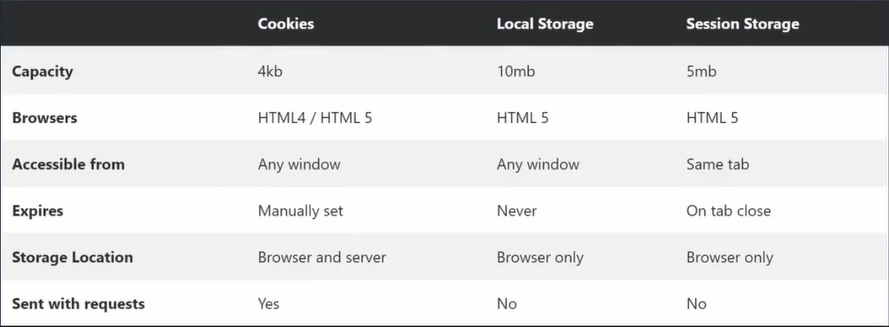 Cookies Local Storage Session Storage
Capacity 4kb 10mb 5mb
Browsers HTML4 / HTML 5 HTML 5 HTML 5
Accessible from Any window Any window Same tab
Expires Manually set Never On tab close
Storage Location Browser and server Browser only Browser only
Sent with requests Yes No No